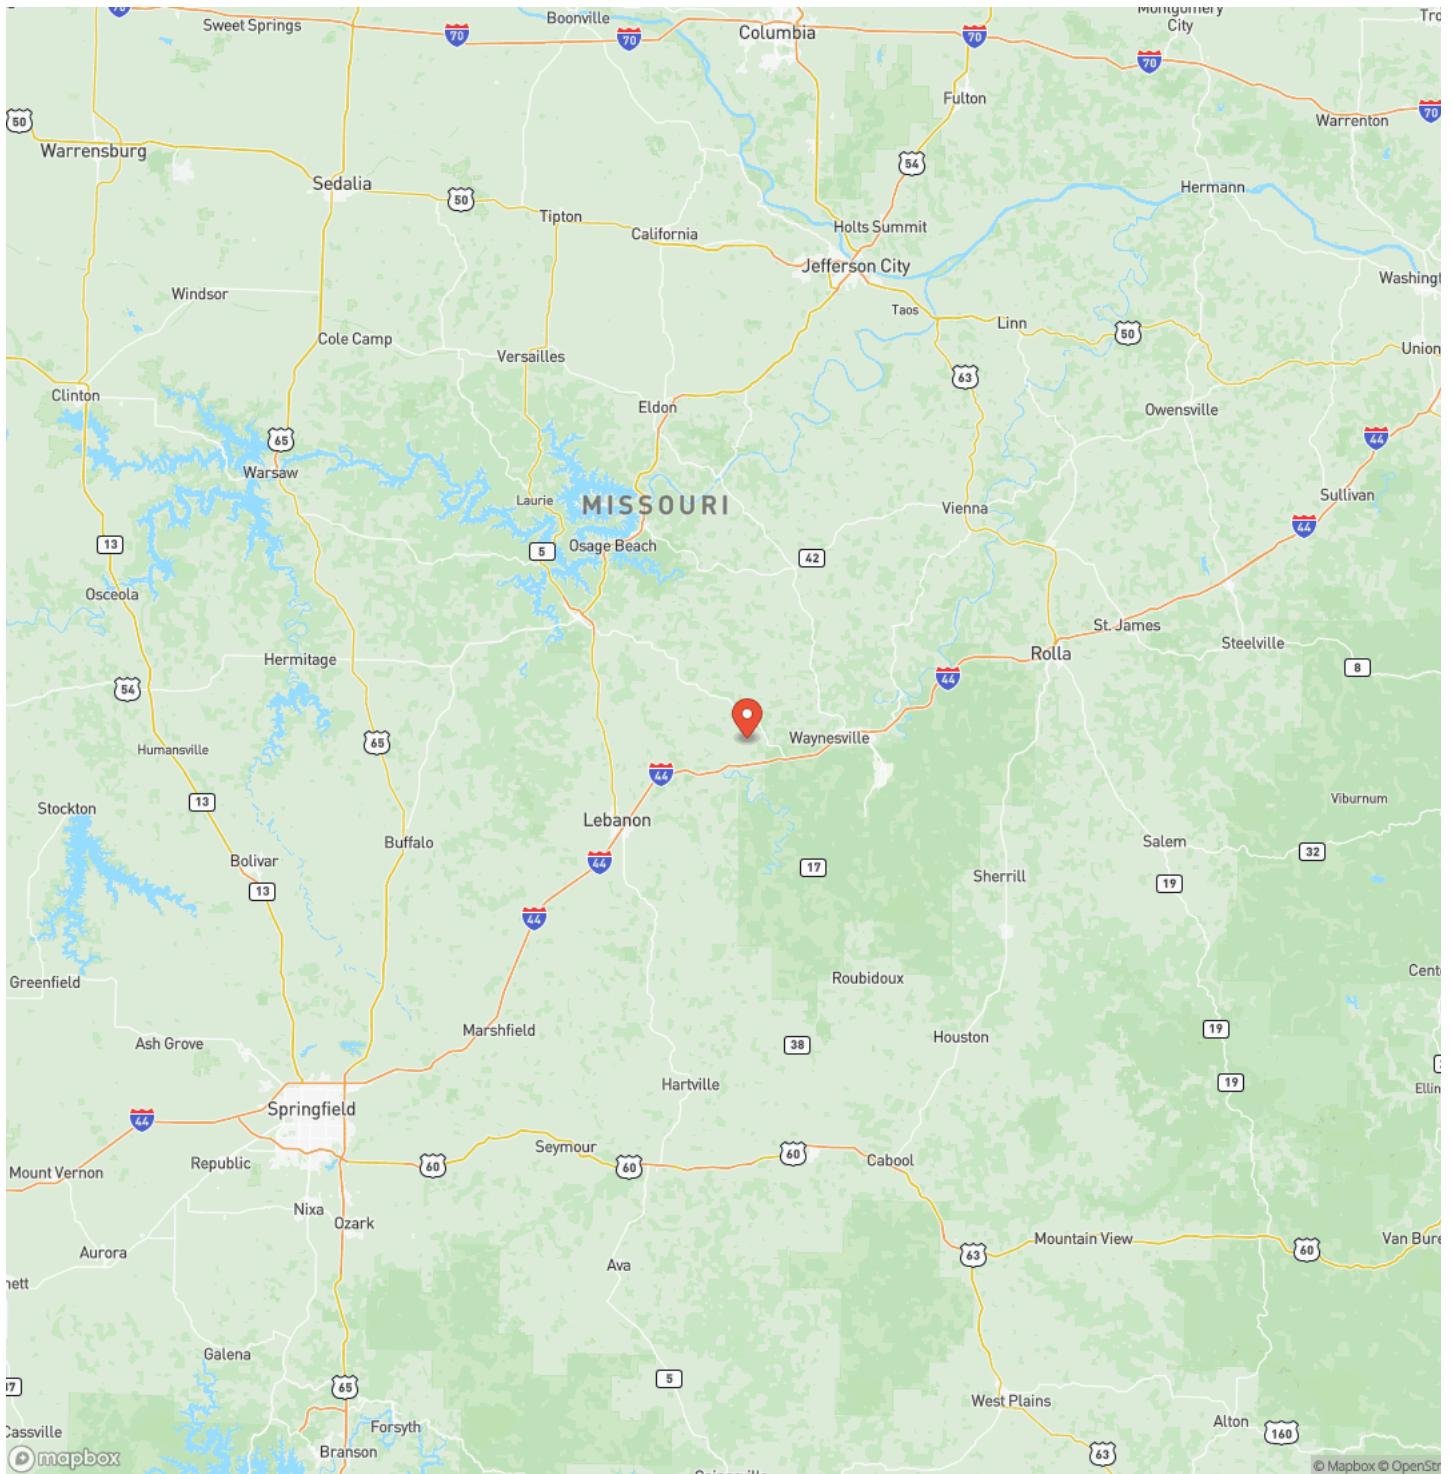 Boonville
Montgomery
City
Sweet Springs
70
70
70
Columbia
70
70
Fulton
70
Warrenton
50
Warrensburg
54
Sedalia
50
Hermann
Tipton
California
Holts Summit
Jefferson City
Washingt
Windsor
Taos
Linn
Cole Camp
50
Versailles
Union
63
Clinton
Eldon
Owensville
65
44
Warsaw
Laurie
MISSOURI
Vienna
Sullivan
44
13
5
Osage Beach
42
Osceola
St. James
Hermitage
Rolla
Steelville
8
54
44
65
Humansville
Waynesville
44
13
Stockton
Lebanon
Viburnum
Buffalo
Salem
32
Bolivar
44
17
Sherrill
19
13
44
Greenfield
Roubidoux
Cent
Marshfield
19
Ash Grove
38
Houston
Hartville
19
Ellin
Springfield
44
Seymour
60
60
60
Cabool
Republic
Mount Vernon
Nixa
Ozark
Mountain View
60
Van Bure
Aurora
63
Ava
nett
Galena
5
65
West Plains
Forsyth
Alton
Cassville
160
Branson
63
mapbox
© Mapbox © OpenStr